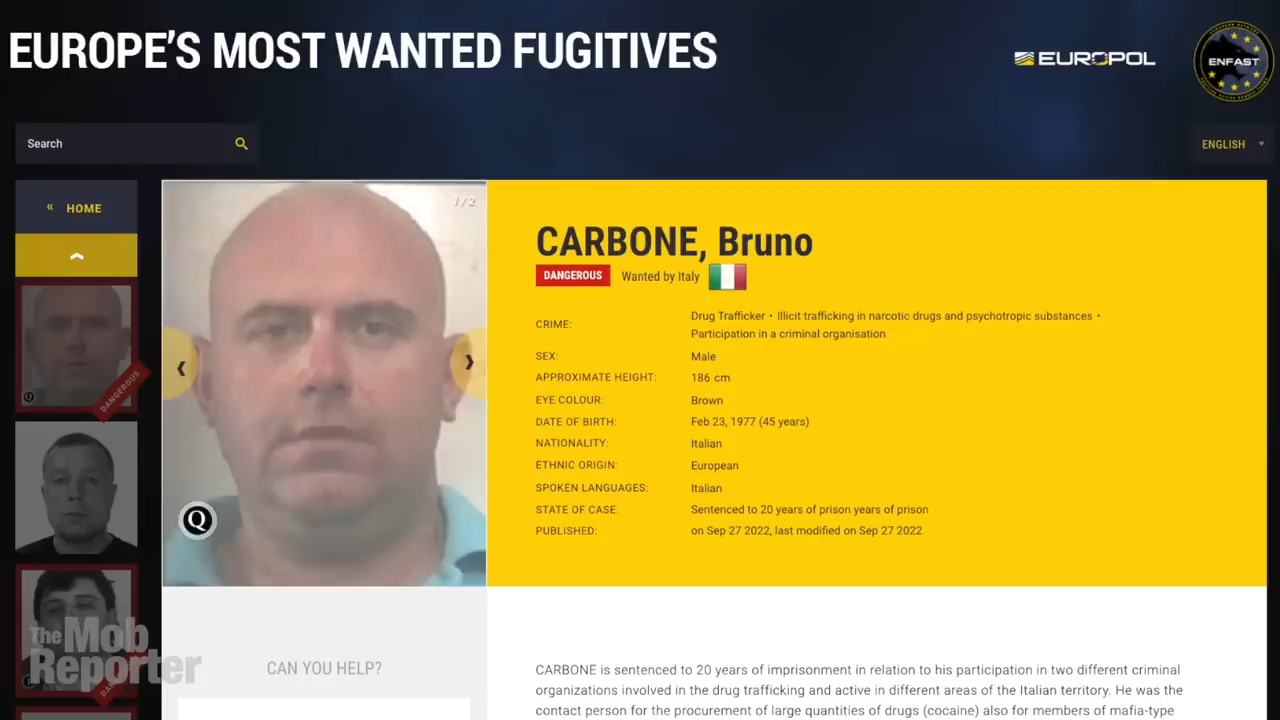 EUROPE'S MOST WANTED FUGITIVES
EUROPOL
ENFAST
Search
ENGLISH
« HOME
1/2
CARBONE, Bruno
DANGEROUS Wanted by Italy
CRIME: Drug Trafficker • Illicit trafficking in narcotic drugs and psychotropic substances •
Participation in a criminal organisation
SEX: Male
APPROXIMATE HEIGHT: 186 cm
EYE COLOUR: Brown
DATE OF BIRTH: Feb 23, 1977 (45 years)
NATIONALITY: Italian
ETHNIC ORIGIN: European
SPOKEN LANGUAGES: Italian
STATE OF CASE: Sentenced to 20 years of prison years of prison
PUBLISHED: on Sep 27 2022, last modified on Sep 27 2022
DANGEROUS
Q
The Mob
Reporter
CAN YOU HELP?
CARBONE is sentenced to 20 years of imprisonment in relation to his participation in two different criminal
organizations involved in the drug trafficking and active in different areas of the Italian territory. He was the
contact person for the procurement of large quantities of drugs (cocaine) also for members of mafia-type